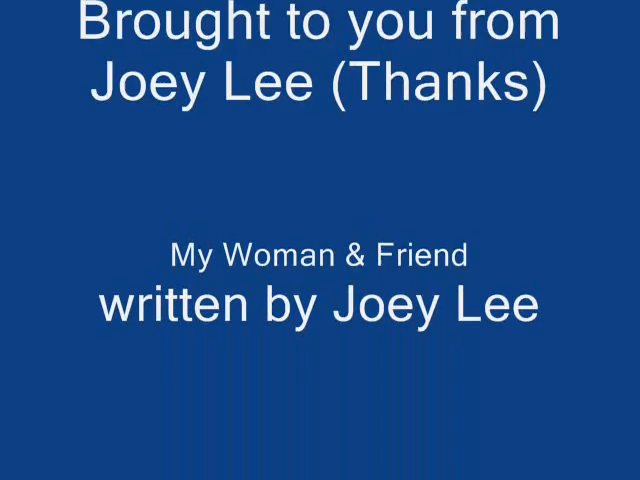 Brought to you from
Joey Lee (Thanks)
My Woman & Friend
written by Joey Lee